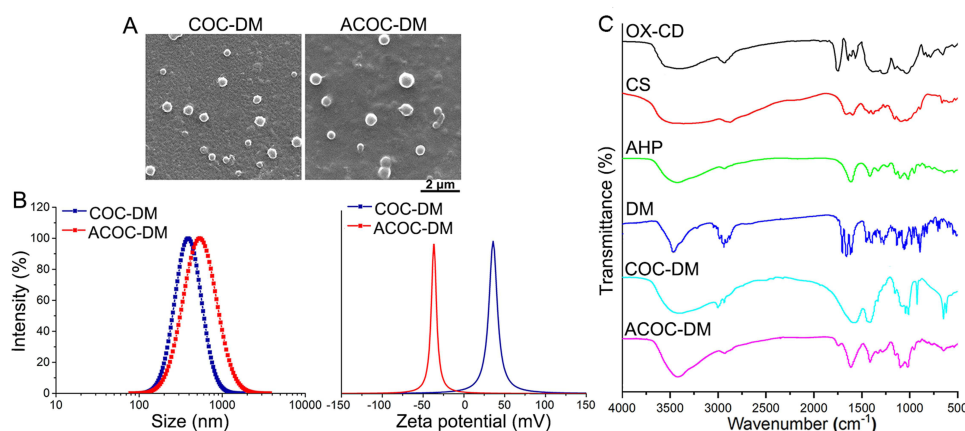 A
COC-DM
ACOC-DM
2 µm
B
120
100
80
60
40
20
0
Intensity (%)
COC-DM
ACOC-DM
10
100
1000
10000
Size (nm)
COC-DM
ACOC-DM
-150
-100
-50
0
50
100
150
Zeta potential (mV)
C
OX-CD
CS
AHP
DM
COC-DM
ACOC-DM
Transmittance (%)
4000
3500
3000
2500
2000
1500
1000
500
Wavenumber (cm⁻¹)